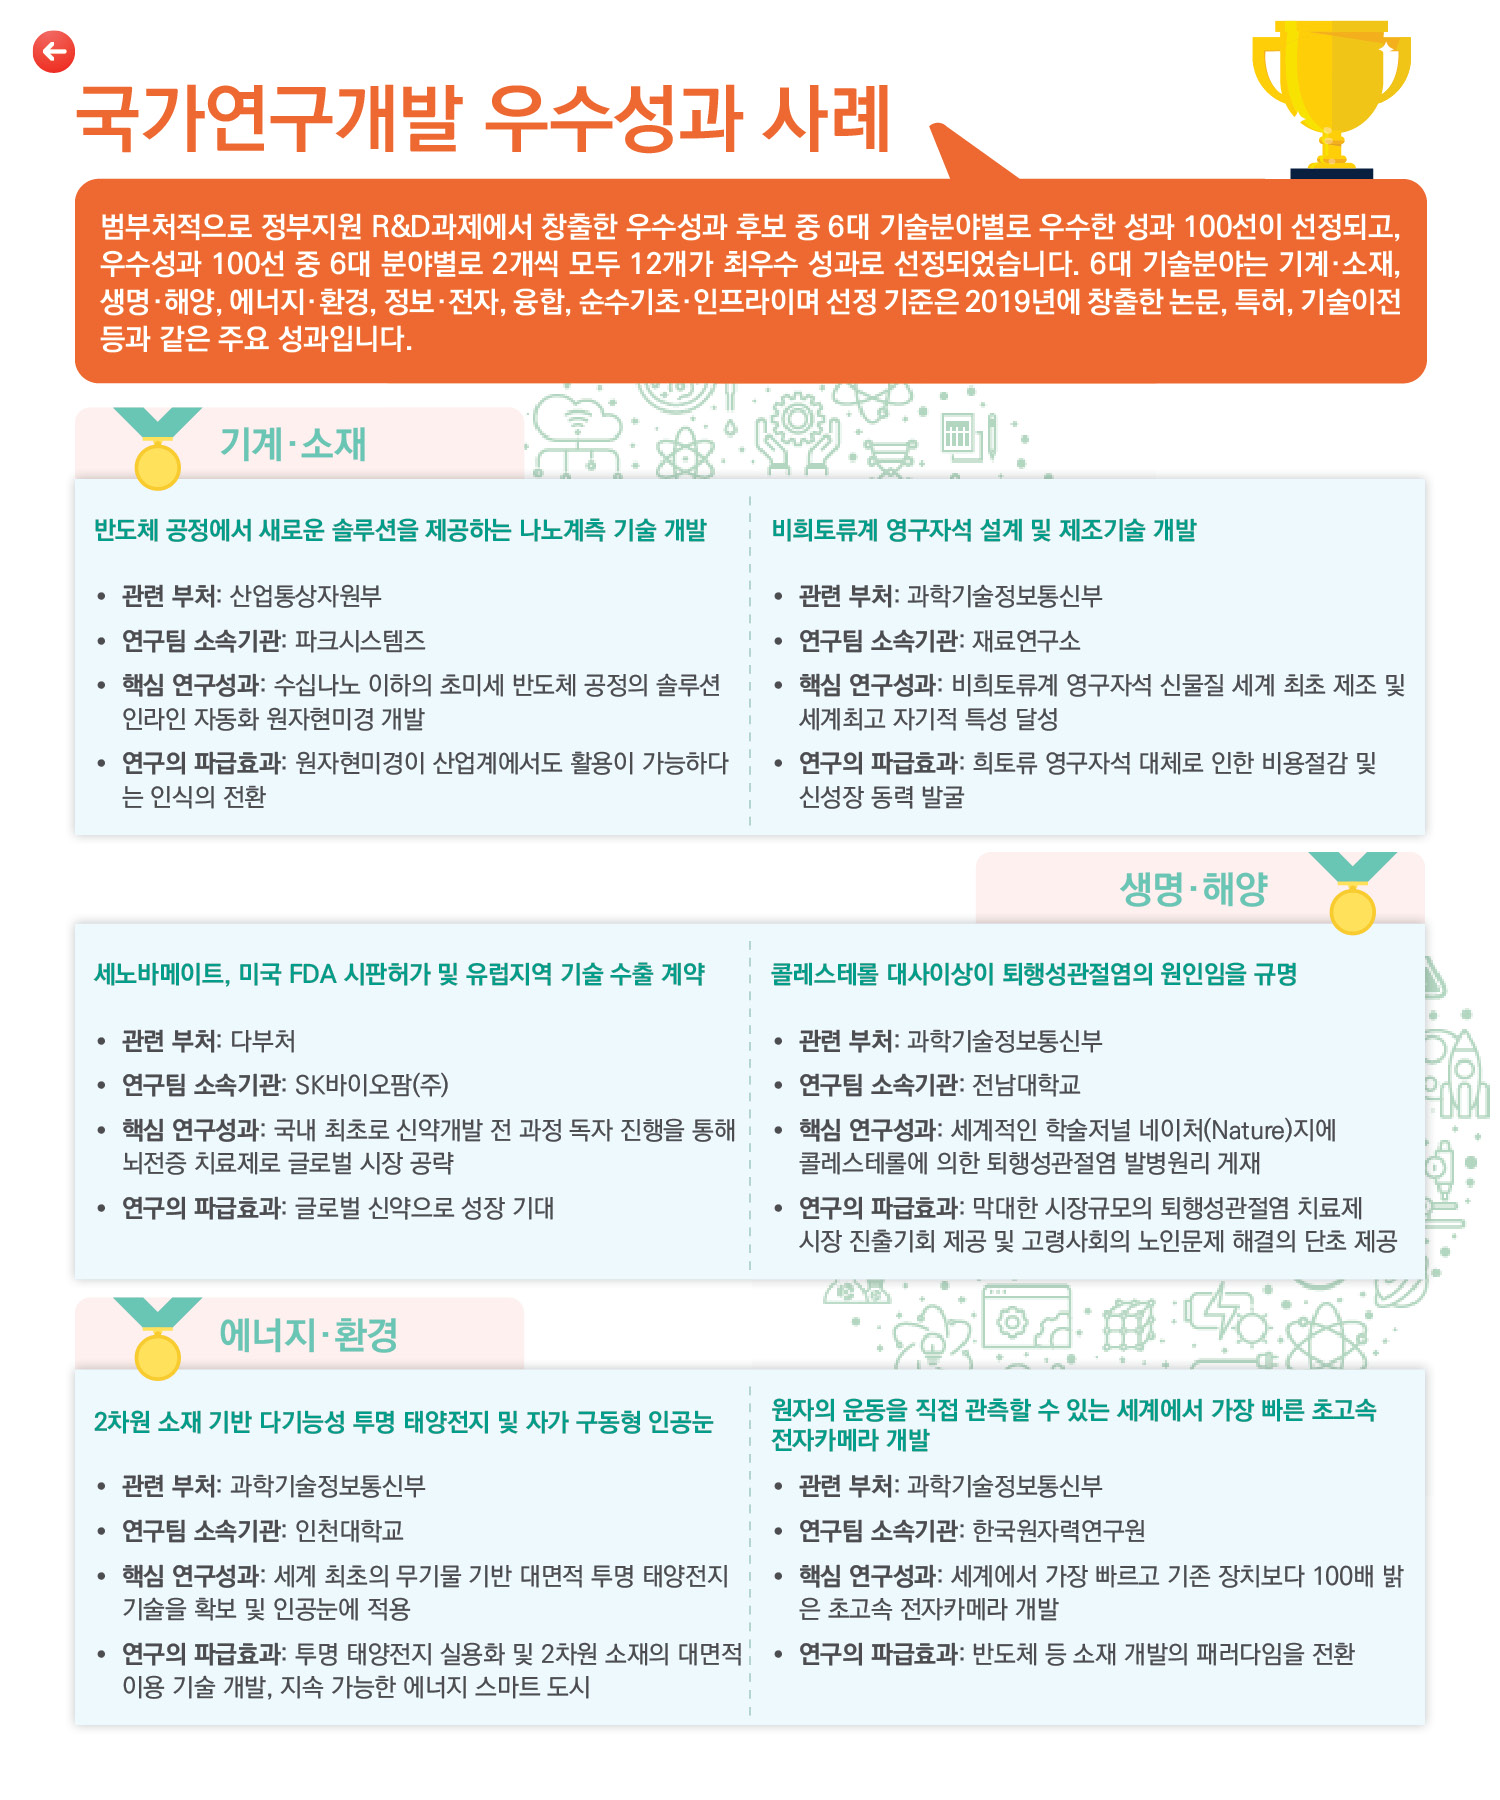 국가연구개발 우수성과 사례
범부처적으로 정부지원 R&D과제에서 창출한 우수성과 후보 중 6대 기술분야별로 우수한 성과 100선이 선정되고,
우수성과 100선 중 6대 분야별로 2개씩 모두 12개가 최우수 성과로 선정되었습니다. 6대 기술분야는 기계·소재,
생명·해양, 에너지·환경, 정보·전자, 융합, 순수기초·인프라이며 선정 기준은 2019년에 창출한 논문, 특허, 기술이전
등과 같은 주요 성과입니다.
기계·소재
반도체 공정에서 새로운 솔루션을 제공하는 나노계측 기술 개발
• 관련 부처: 산업통상자원부
• 연구팀 소속기관: 파크시스템즈
• 핵심 연구성과: 수십나노 이하의 초미세 반도체 공정의 솔루션
인라인 자동화 원자현미경 개발
• 연구의 파급효과: 원자현미경이 산업계에서도 활용이 가능하다
는 인식의 전환
비희토류계 영구자석 설계 및 제조기술 개발
• 관련 부처: 과학기술정보통신부
• 연구팀 소속기관: 재료연구소
• 핵심 연구성과: 비희토류계 영구자석 신물질 세계 최초 제조 및
세계최고 자기적 특성 달성
• 연구의 파급효과: 희토류 영구자석 대체로 인한 비용절감 및
신성장 동력 발굴
생명·해양
세노바메이트, 미국 FDA 시판허가 및 유럽지역 기술 수출 계약
• 관련 부처: 다부처
• 연구팀 소속기관: SK바이오팜(주)
• 핵심 연구성과: 국내 최초로 신약개발 전 과정 독자 진행을 통해
뇌전증 치료제로 글로벌 시장 공략
• 연구의 파급효과: 글로벌 신약으로 성장 기대
콜레스테롤 대사이상이 퇴행성관절염의 원인임을 규명
• 관련 부처: 과학기술정보통신부
• 연구팀 소속기관: 전남대학교
• 핵심 연구성과: 세계적인 학술저널 네이처(Nature)지에
콜레스테롤에 의한 퇴행성관절염 발병원리 게재
• 연구의 파급효과: 막대한 시장규모의 퇴행성관절염 치료제
시장 진출기회 제공 및 고령사회의 노인문제 해결의 단초 제공
에너지·환경
2차원 소재 기반 다기능성 투명 태양전지 및 자가 구동형 인공눈
• 관련 부처: 과학기술정보통신부
• 연구팀 소속기관: 인천대학교
• 핵심 연구성과: 세계 최초의 무기물 기반 대면적 투명 태양전지
기술을 확보 및 인공눈에 적용
• 연구의 파급효과: 투명 태양전지 실용화 및 2차원 소재의 대면적
이용 기술 개발, 지속 가능한 에너지 스마트 도시
원자의 운동을 직접 관측할 수 있는 세계에서 가장 빠른 초고속
전자카메라 개발
• 관련 부처: 과학기술정보통신부
• 연구팀 소속기관: 한국원자력연구원
• 핵심 연구성과: 세계에서 가장 빠르고 기존 장치보다 100배 밝
은 초고속 전자카메라 개발
• 연구의 파급효과: 반도체 등 소재 개발의 패러다임을 전환